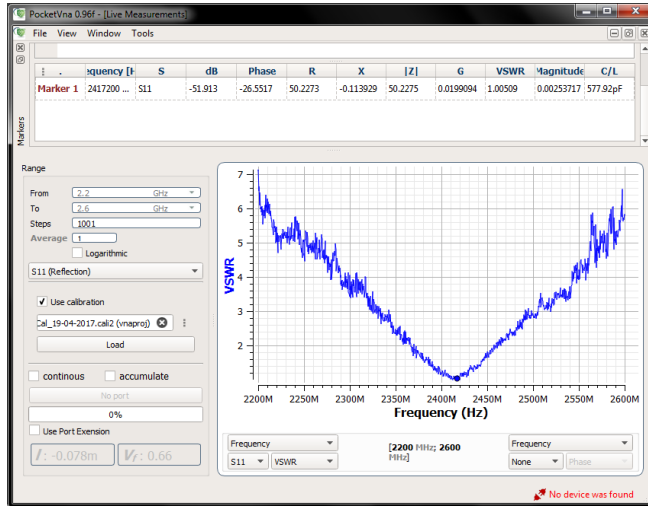 PocketVna 0.96f - [Live Measurements]
File View Window Tools
. :quency [H S dB Phase R X |Z| G VSWR Magnitude C/L
Marker 1 2417200 ... S11 -51.913 -26.5517 50.2273 -0.113929 50.2275 0.0199094 1.00509 0.00253717 577.92pF
Markers
Range
From 2.2 GHz
To 2.6 GHz
Steps 1001
Average 1
Logarithmic
S11 (Reflection)
Use calibration
Cal_19-04-2017.cali2 (vnaproj)
Load
continous accumulate
No port
0%
Use Port Exension
I : -0.078m Vf : 0.66
VSWR
7
6
5
4
3
2
2200M 2250M 2300M 2350M 2400M 2450M 2500M 2550M 2600M
Frequency (Hz)
Frequency
S11 VSWR
[2200 MHz; 2600
MHz]
Frequency
None Phase
No device was found